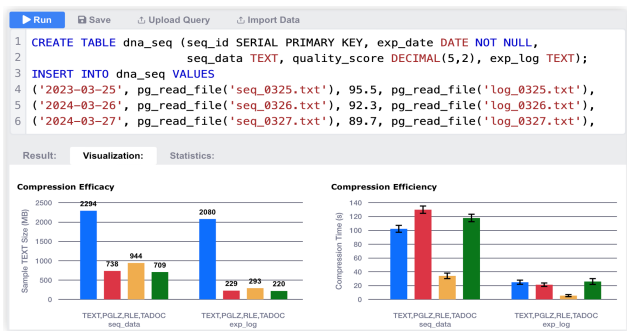 Run Save Upload Query Import Data
1 CREATE TABLE dna_seq (seq_id SERIAL PRIMARY KEY, exp_date DATE NOT NULL,
2 seq_data TEXT, quality_score DECIMAL(5,2), exp_log TEXT);
3 INSERT INTO dna_seq VALUES
4 ('2023-03-25', pg_read_file('seq_0325.txt'), 95.5, pg_read_file('log_0325.txt'),
5 ('2024-03-26', pg_read_file('seq_0326.txt'), 92.3, pg_read_file('log_0326.txt'),
6 ('2024-03-27', pg_read_file('seq_0327.txt'), 89.7, pg_read_file('log_0327.txt'),
Result: Visualization: Statistics:
Compression Efficacy
Sample TEXT Size (MB)
2500
2000
1500
1000
500
0
2294
738
944
709
2080
229
293
220
TEXT,PGLZ,RLE,TADOC
seq_data
TEXT,PGLZ,RLE,TADOC
exp_log
Compression Efficiency
Compression Time (s)
140
120
100
80
60
40
20
0
TEXT,PGLZ,RLE,TADOC
seq_data
TEXT,PGLZ,RLE,TADOC
exp_log